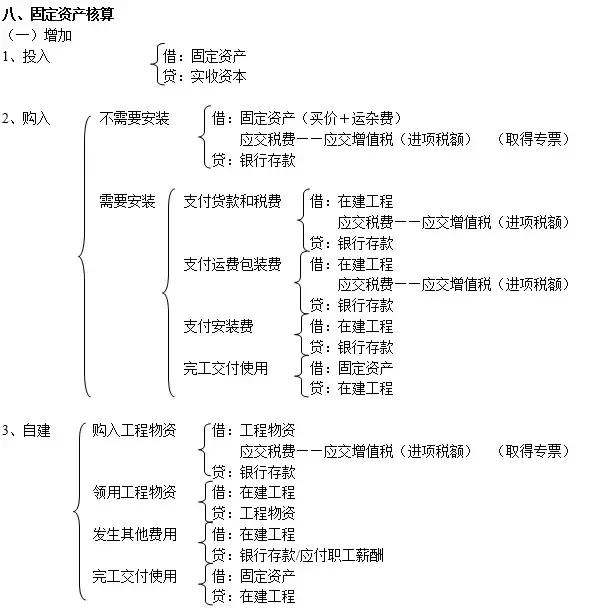 八、固定资产核算
（一）增加
1、投入
借：固定资产
贷：实收资本
2、购入
不需要安装
借：固定资产（买价＋运杂费）
应交税费——应交增值税（进项税额） （取得专票）
贷：银行存款
需要安装
支付货款和税费
借：在建工程
应交税费——应交增值税（进项税额）
贷：银行存款
支付运费包装费
借：在建工程
应交税费——应交增值税（进项税额）
贷：银行存款
支付安装费
借：在建工程
贷：银行存款
完工交付使用
借：固定资产
贷：在建工程
3、自建
购入工程物资
借：工程物资
应交税费——应交增值税（进项税额） （取得专票）
贷：银行存款
领用工程物资
借：在建工程
贷：工程物资
发生其他费用
借：在建工程
贷：银行存款/应付职工薪酬
完工交付使用
借：固定资产
贷：在建工程